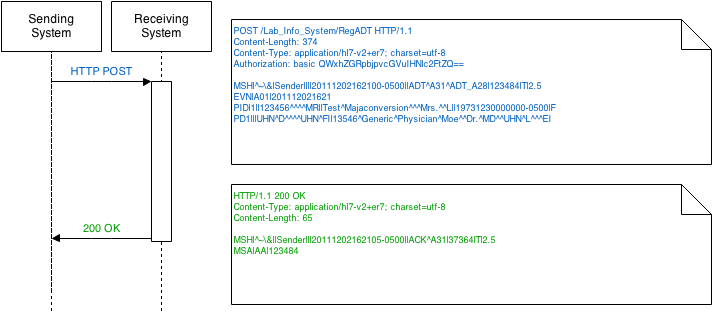 Sending
System
Receiving
System
HTTP POST
200 OK
POST /Lab_Info_System/RegADT HTTP/1.1
Content-Length: 374
Content-Type: application/hl7-v2+er7; charset=utf-8
Authorization: basic QWxhZGRpbjpvcGVuIHNlc2FtZQ==
MSH|^~\&||Sender|||20111202162100-0500||ADT^A31^ADT_A28|123484|T|2.5
EVN|A01|201112021621
PID|1||123456^^^^MR||Test^Majaconversion^^^Mrs.^^L||19731230000000-0500|F
PD1|||UHN^D^^^^UHN^FI|13546^Generic^Physician^Moe^^Dr.^MD^^UHN^L^^^EI
HTTP/1.1 200 OK
Content-Type: application/hl7-v2+er7; charset=utf-8
Content-Length: 65
MSH|^~\&||Sender|||20111202162105-0500||ACK^A31|37364|T|2.5
MSA|AA|123484